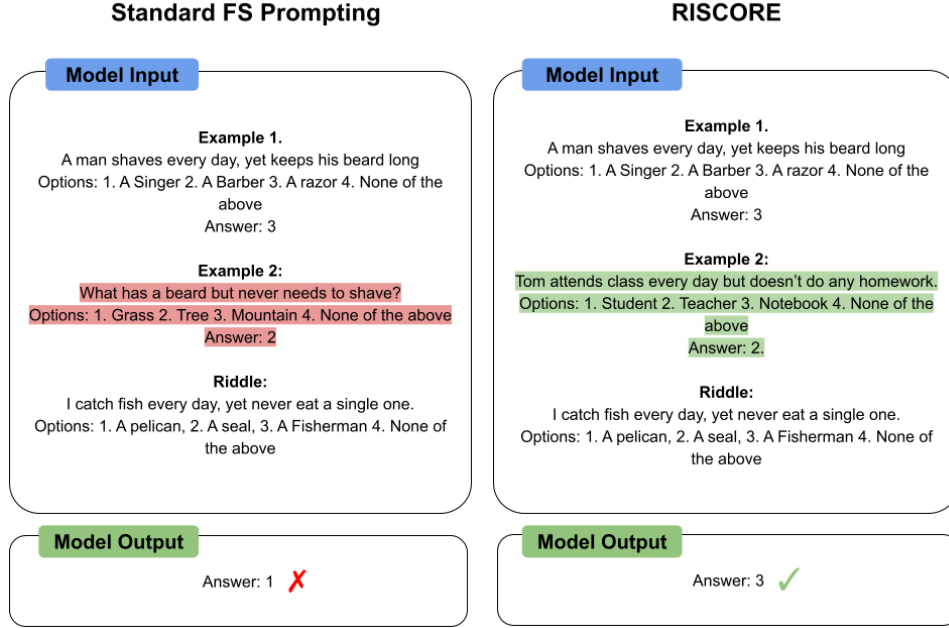 Standard FS Prompting
Model Input
Example 1.
A man shaves every day, yet keeps his beard long
Options: 1. A Singer 2. A Barber 3. A razor 4. None of the
above
Answer: 3
Example 2:
What has a beard but never needs to shave?
Options: 1. Grass 2. Tree 3. Mountain 4. None of the above
Answer: 2
Riddle:
I catch fish every day, yet never eat a single one.
Options: 1. A pelican, 2. A seal, 3. A Fisherman 4. None of
the above
Model Output
Answer: 1 ✗
RISCORE
Model Input
Example 1.
A man shaves every day, yet keeps his beard long
Options: 1. A Singer 2. A Barber 3. A razor 4. None of the
above
Answer: 3
Example 2:
Tom attends class every day but doesn't do any homework.
Options: 1. Student 2. Teacher 3. Notebook 4. None of the
above
Answer: 2.
Riddle:
I catch fish every day, yet never eat a single one.
Options: 1. A pelican, 2. A seal, 3. A Fisherman 4. None of
the above
Model Output
Answer: 3 ✓